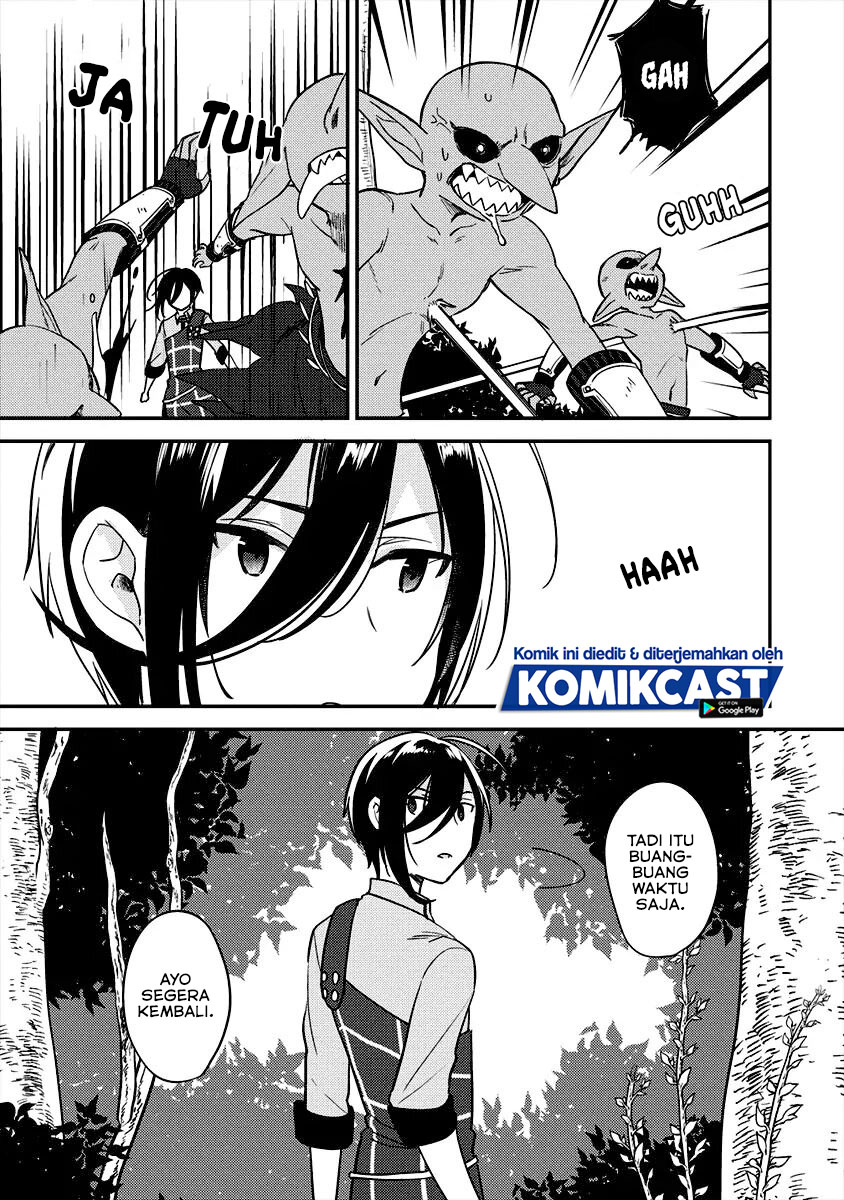 GAH
GUHH
JA
TUH
HAAH
Komik ini diedit & diterjemahkan oleh
KOMIKCAST
GET IT ON
Google Play
TADI ITU
BUANG-
BUANG
WAKTU
SAJA.
AYO
SEGERA
KEMBALI.